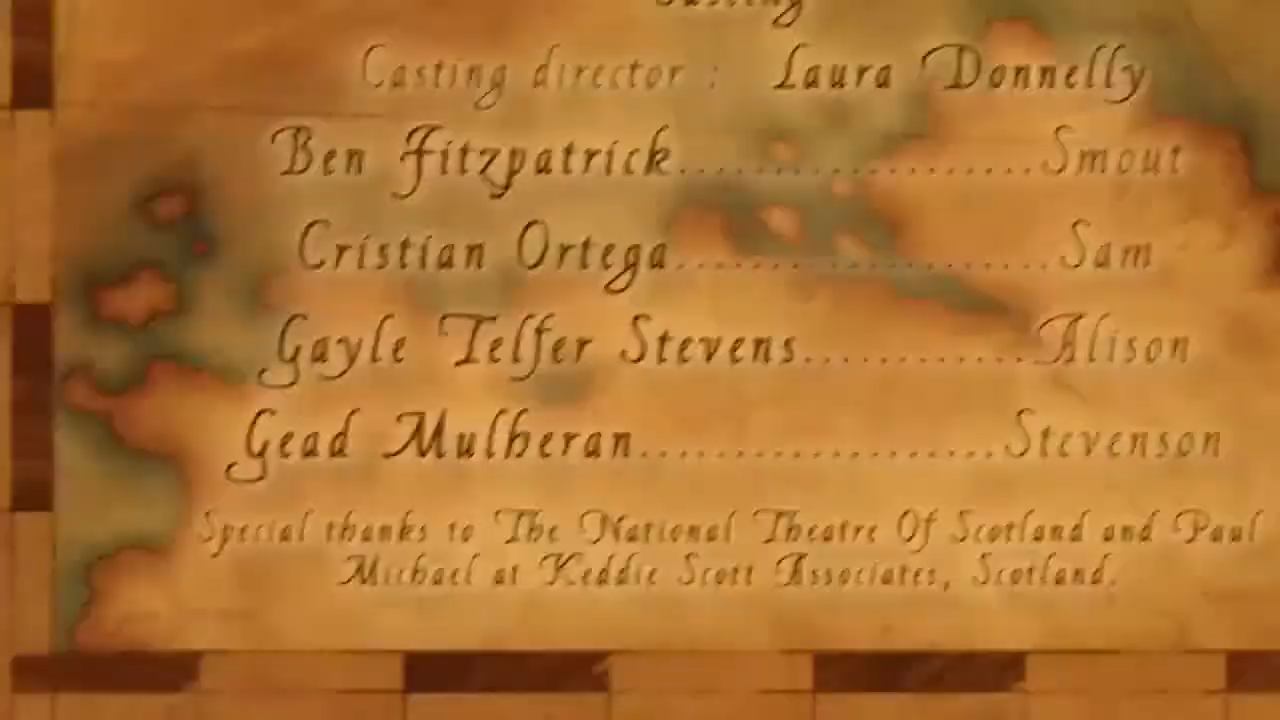 Casting
Casting director : Laura Donnelly
Ben Fitzpatrick....................Smout
Cristian Ortega.....................Sam
Gayle Telfer Stevens.............Alison
Gead Mulheran...................Stevenson
Special thanks to The National Theatre Of Scotland and Paul
Michael at Keddie Scott Associates, Scotland.